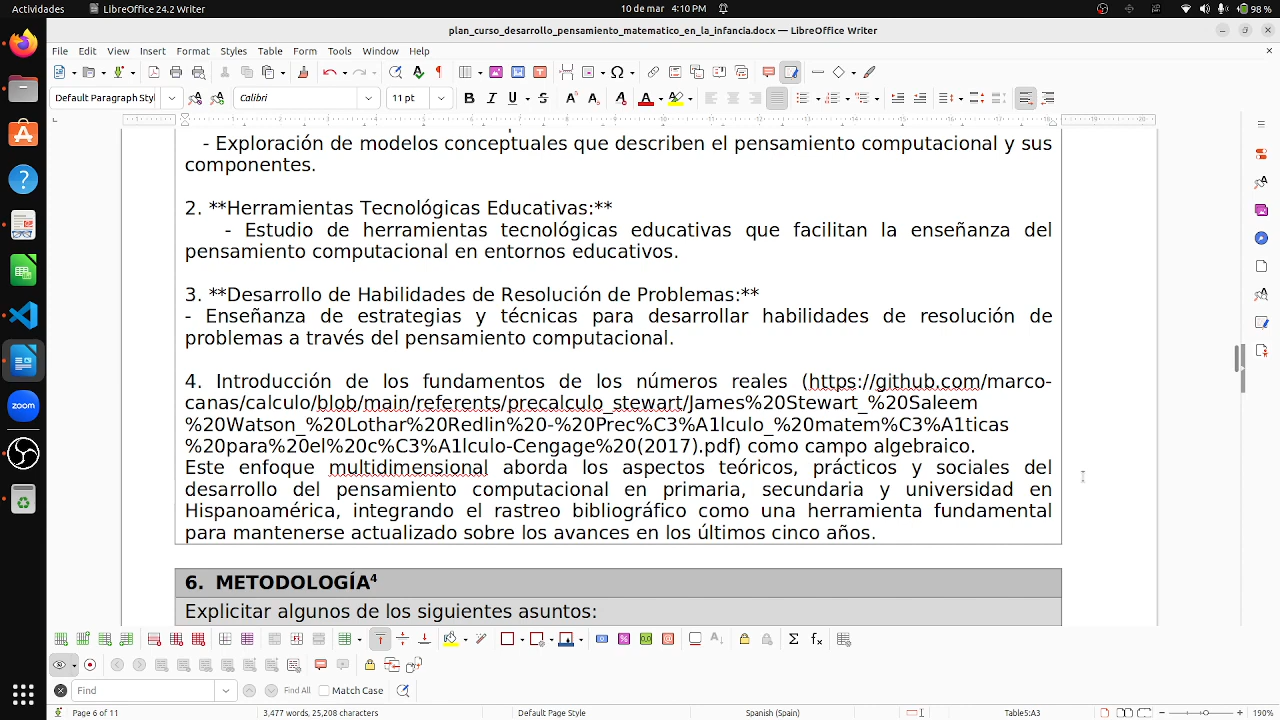 Actividades
LibreOffice 24.2 Writer
10 de mar 4:10 PM
98 %
plan_curso_desarrollo_pensamiento_matematico_en_la_infancia.docx — LibreOffice Writer
File Edit View Insert Format Styles Table Form Tools Window Help
Default Paragraph Styl
Calibri
11 pt
- Exploración de modelos conceptuales que describen el pensamiento computacional y sus
componentes.
2. **Herramientas Tecnológicas Educativas:**
- Estudio de herramientas tecnológicas educativas que facilitan la enseñanza del
pensamiento computacional en entornos educativos.
3. **Desarrollo de Habilidades de Resolución de Problemas:**
- Enseñanza de estrategias y técnicas para desarrollar habilidades de resolución de
problemas a través del pensamiento computacional.
4. Introducción de los fundamentos de los números reales (https://github.com/marco-
canas/calculo/blob/main/referents/precalculo_stewart/James%20Stewart_%20Saleem
%20Watson_%20Lothar%20Redlin%20-%20Prec%C3%A1lculo_%20matem%C3%A1ticas
%20para%20el%20c%C3%A1lculo-Cengage%20(2017).pdf) como campo algebraico.
Este enfoque multidimensional aborda los aspectos teóricos, prácticos y sociales del
desarrollo del pensamiento computacional en primaria, secundaria y universidad en
Hispanoamérica, integrando el rastreo bibliográfico como una herramienta fundamental
para mantenerse actualizado sobre los avances en los últimos cinco años.
6. METODOLOGÍA⁴
Explicitar algunos de los siguientes asuntos:
Find
Find All
Match Case
Page 6 of 11
3,477 words, 25,208 characters
Default Page Style
Spanish (Spain)
Table5:A3
190%